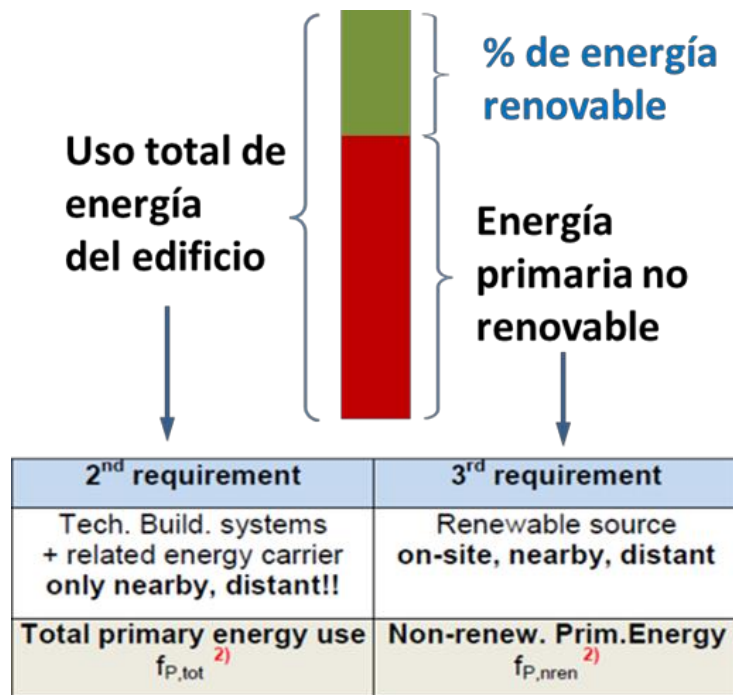 % de energía
renovable
Uso total de
energía
del edificio
Energía
primaria no
renovable
2nd requirement
3rd requirement
Tech. Build. systems
+ related energy carrier
only nearby, distant!!
Renewable source
on-site, nearby, distant
Total primary energy use
fP,tot 2)
Non-renew. Prim.Energy
fP,nren 2)